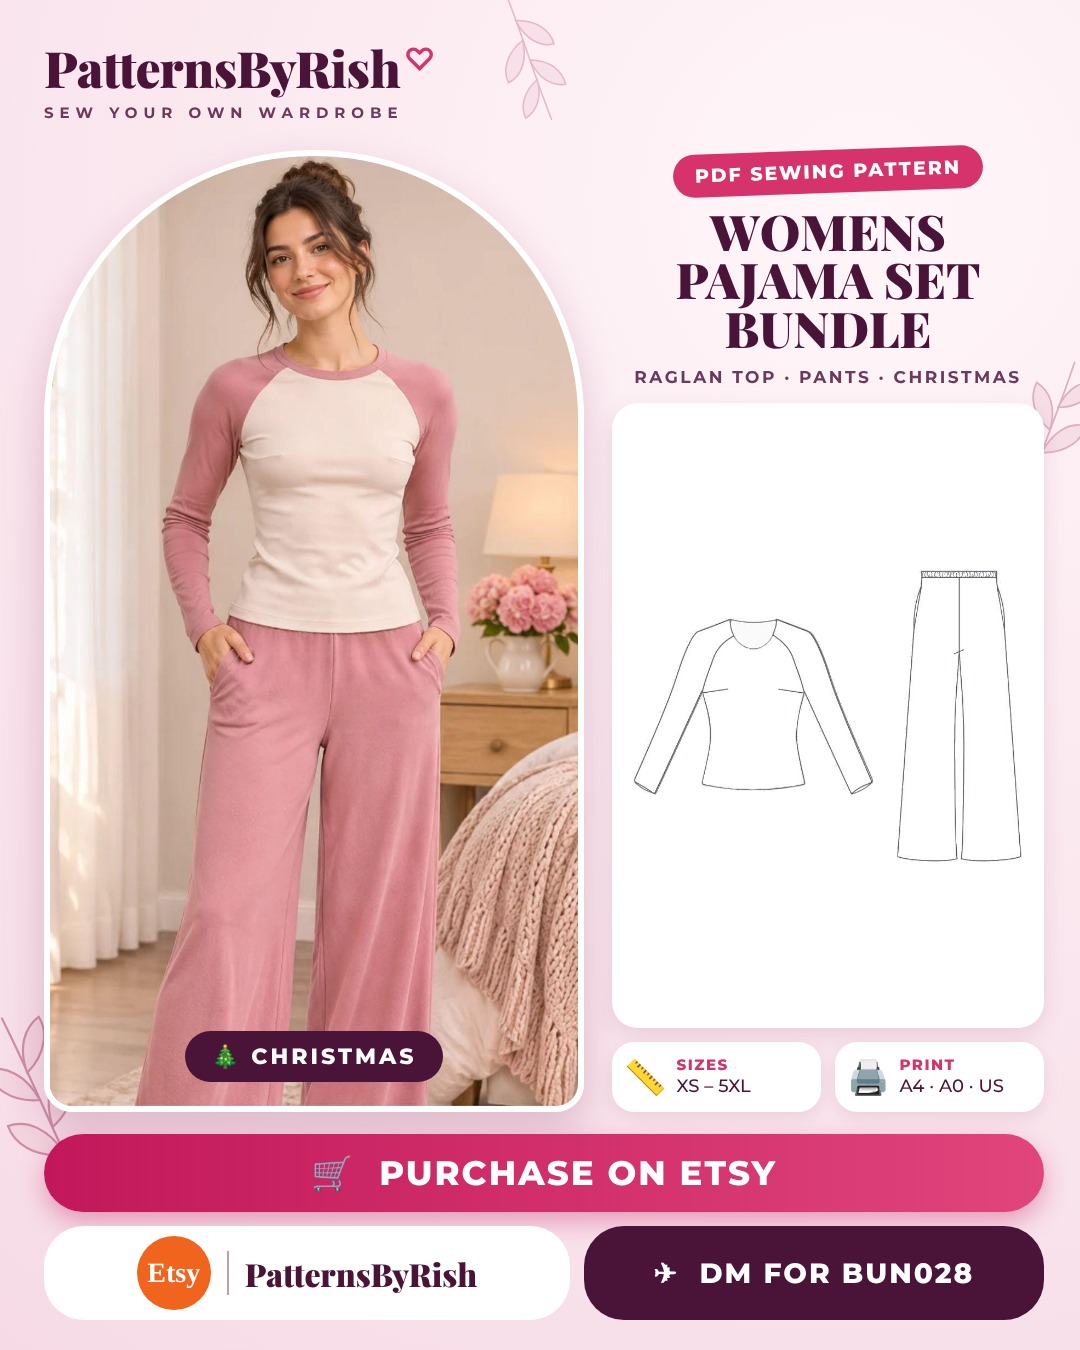 PatternsByRish
SEW YOUR OWN WARDROBE
PDF SEWING PATTERN
WOMENS
PAJAMA SET
BUNDLE
RAGLAN TOP · PANTS · CHRISTMAS
CHRISTMAS
SIZES
XS – 5XL
PRINT
A4 · A0 · US
PURCHASE ON ETSY
Etsy
PatternsByRish
DM FOR BUN028